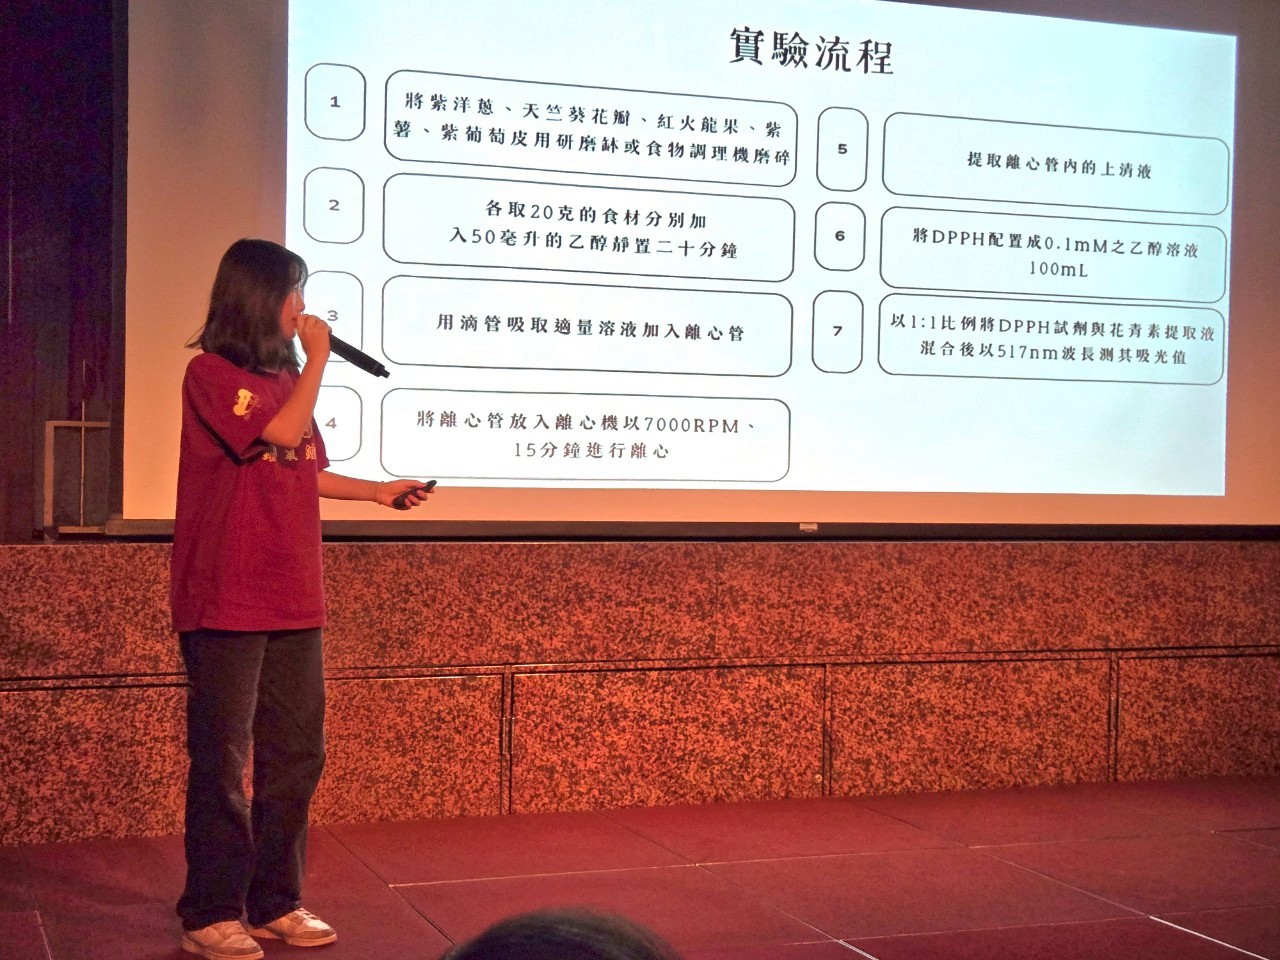 實驗流程
1
將紫洋蔥、天竺葵花瓣、紅火龍果、紫
薯、紫葡萄皮用研磨缽或食物調理機磨碎
2
各取20克的食材分別加
入50毫升的乙醇靜置二十分鐘
3
用滴管吸取適量溶液加入離心管
4
將離心管放入離心機以7000RPM、
15分鐘進行離心
5
提取離心管內的上清液
6
將DPPH配置成0.1mM之乙醇溶液
100mL
7
以1:1比例將DPPH試劑與花青素提取液
混合後以517nm波長測其吸光值